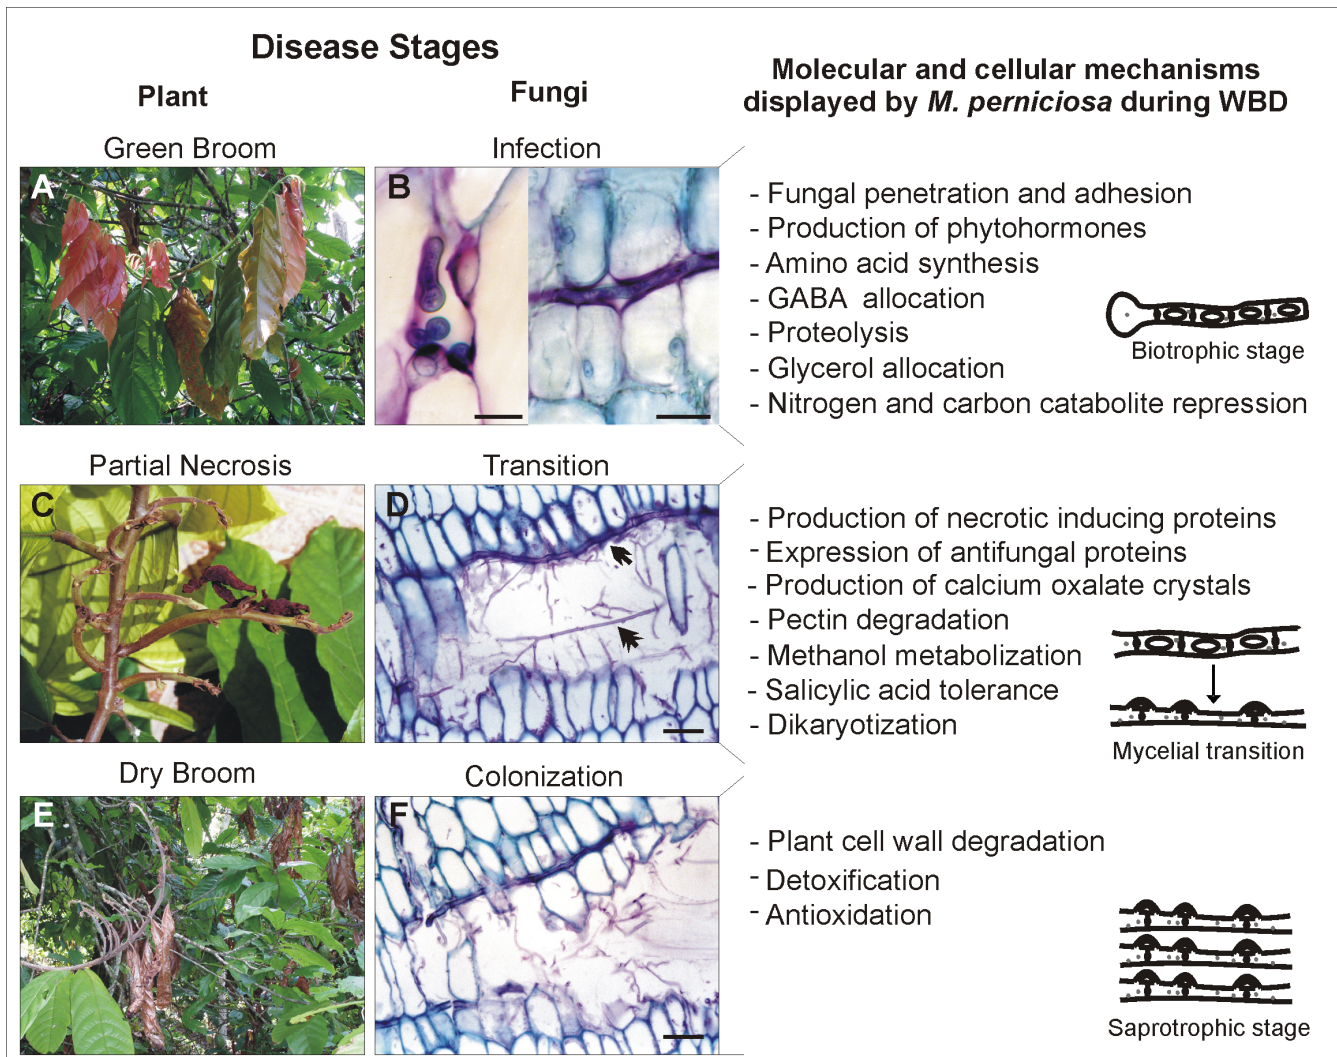 Disease Stages
Plant
Fungi
Molecular and cellular mechanisms
displayed by M. perniciosa during WBD
Green Broom
Infection
A
B
- Fungal penetration and adhesion
- Production of phytohormones
- Amino acid synthesis
- GABA allocation
- Proteolysis
- Glycerol allocation
- Nitrogen and carbon catabolite repression
Biotrophic stage
Partial Necrosis
Transition
C
D
- Production of necrotic inducing proteins
- Expression of antifungal proteins
- Production of calcium oxalate crystals
- Pectin degradation
- Methanol metabolization
- Salicylic acid tolerance
- Dikaryotization
Mycelial transition
Dry Broom
Colonization
E
F
- Plant cell wall degradation
- Detoxification
- Antioxidation
Saprotrophic stage